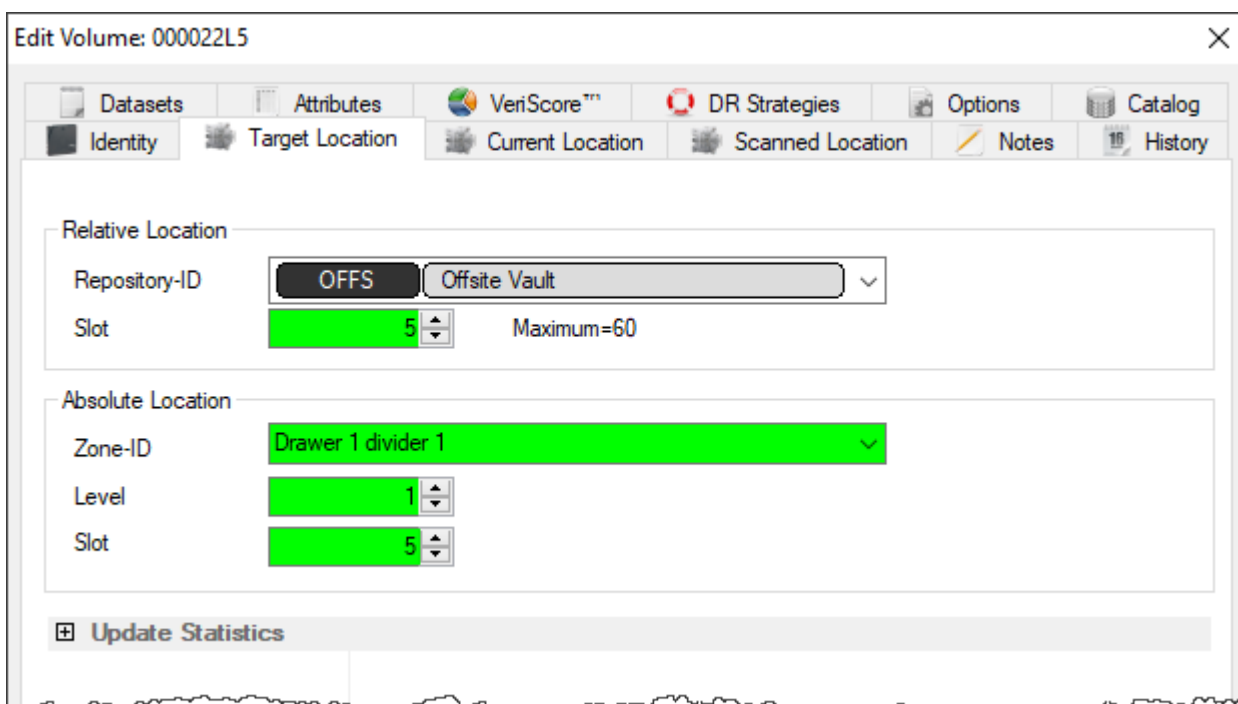 Edit Volume: 000022L5
Datasets Attributes VeriScore™ DR Strategies Options Catalog
Identity Target Location Current Location Scanned Location Notes 16 History
Relative Location
Repository-ID OFFS Offsite Vault
Slot 5 Maximum=60
Absolute Location
Zone-ID Drawer 1 divider 1
Level 1
Slot 5
Update Statistics